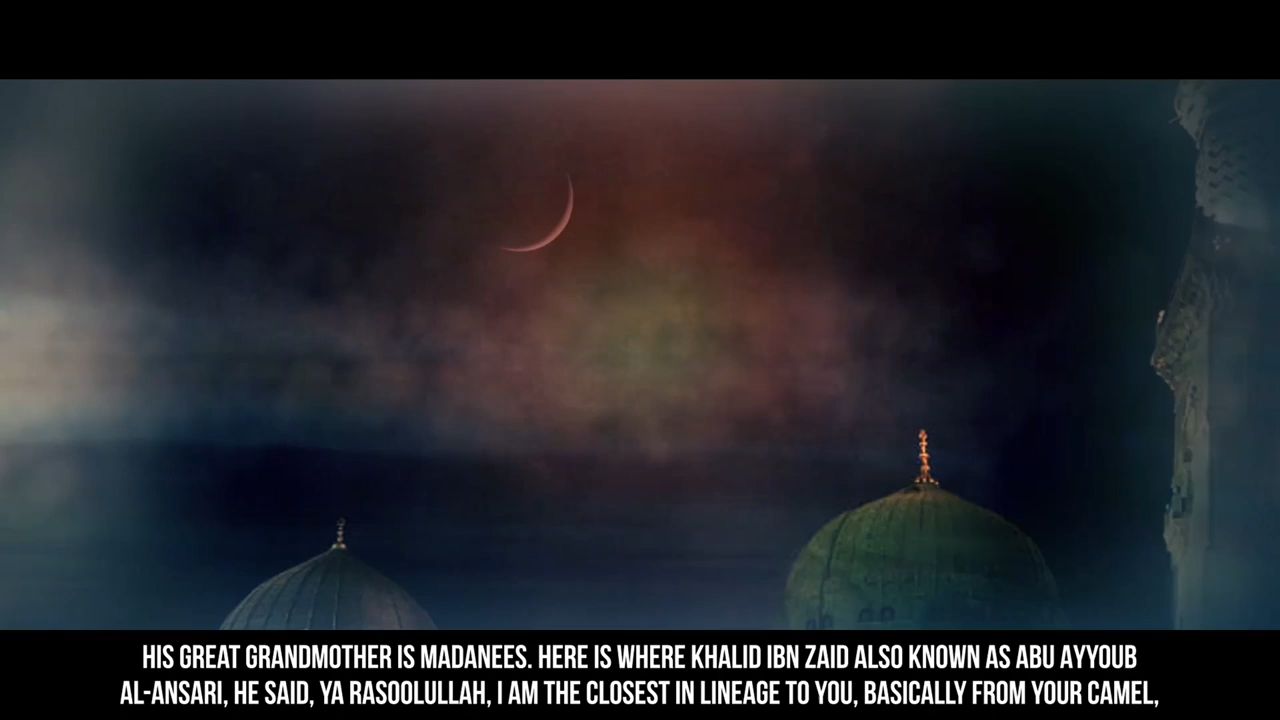 HIS GREAT GRANDMOTHER IS MADANEES. HERE IS WHERE KHALID IBN ZAID ALSO KNOWN AS ABU AYYOUB
AL-ANSARI, HE SAID, YA RASOOLULLAH, I AM THE CLOSEST IN LINEAGE TO YOU, BASICALLY FROM YOUR CAMEL,